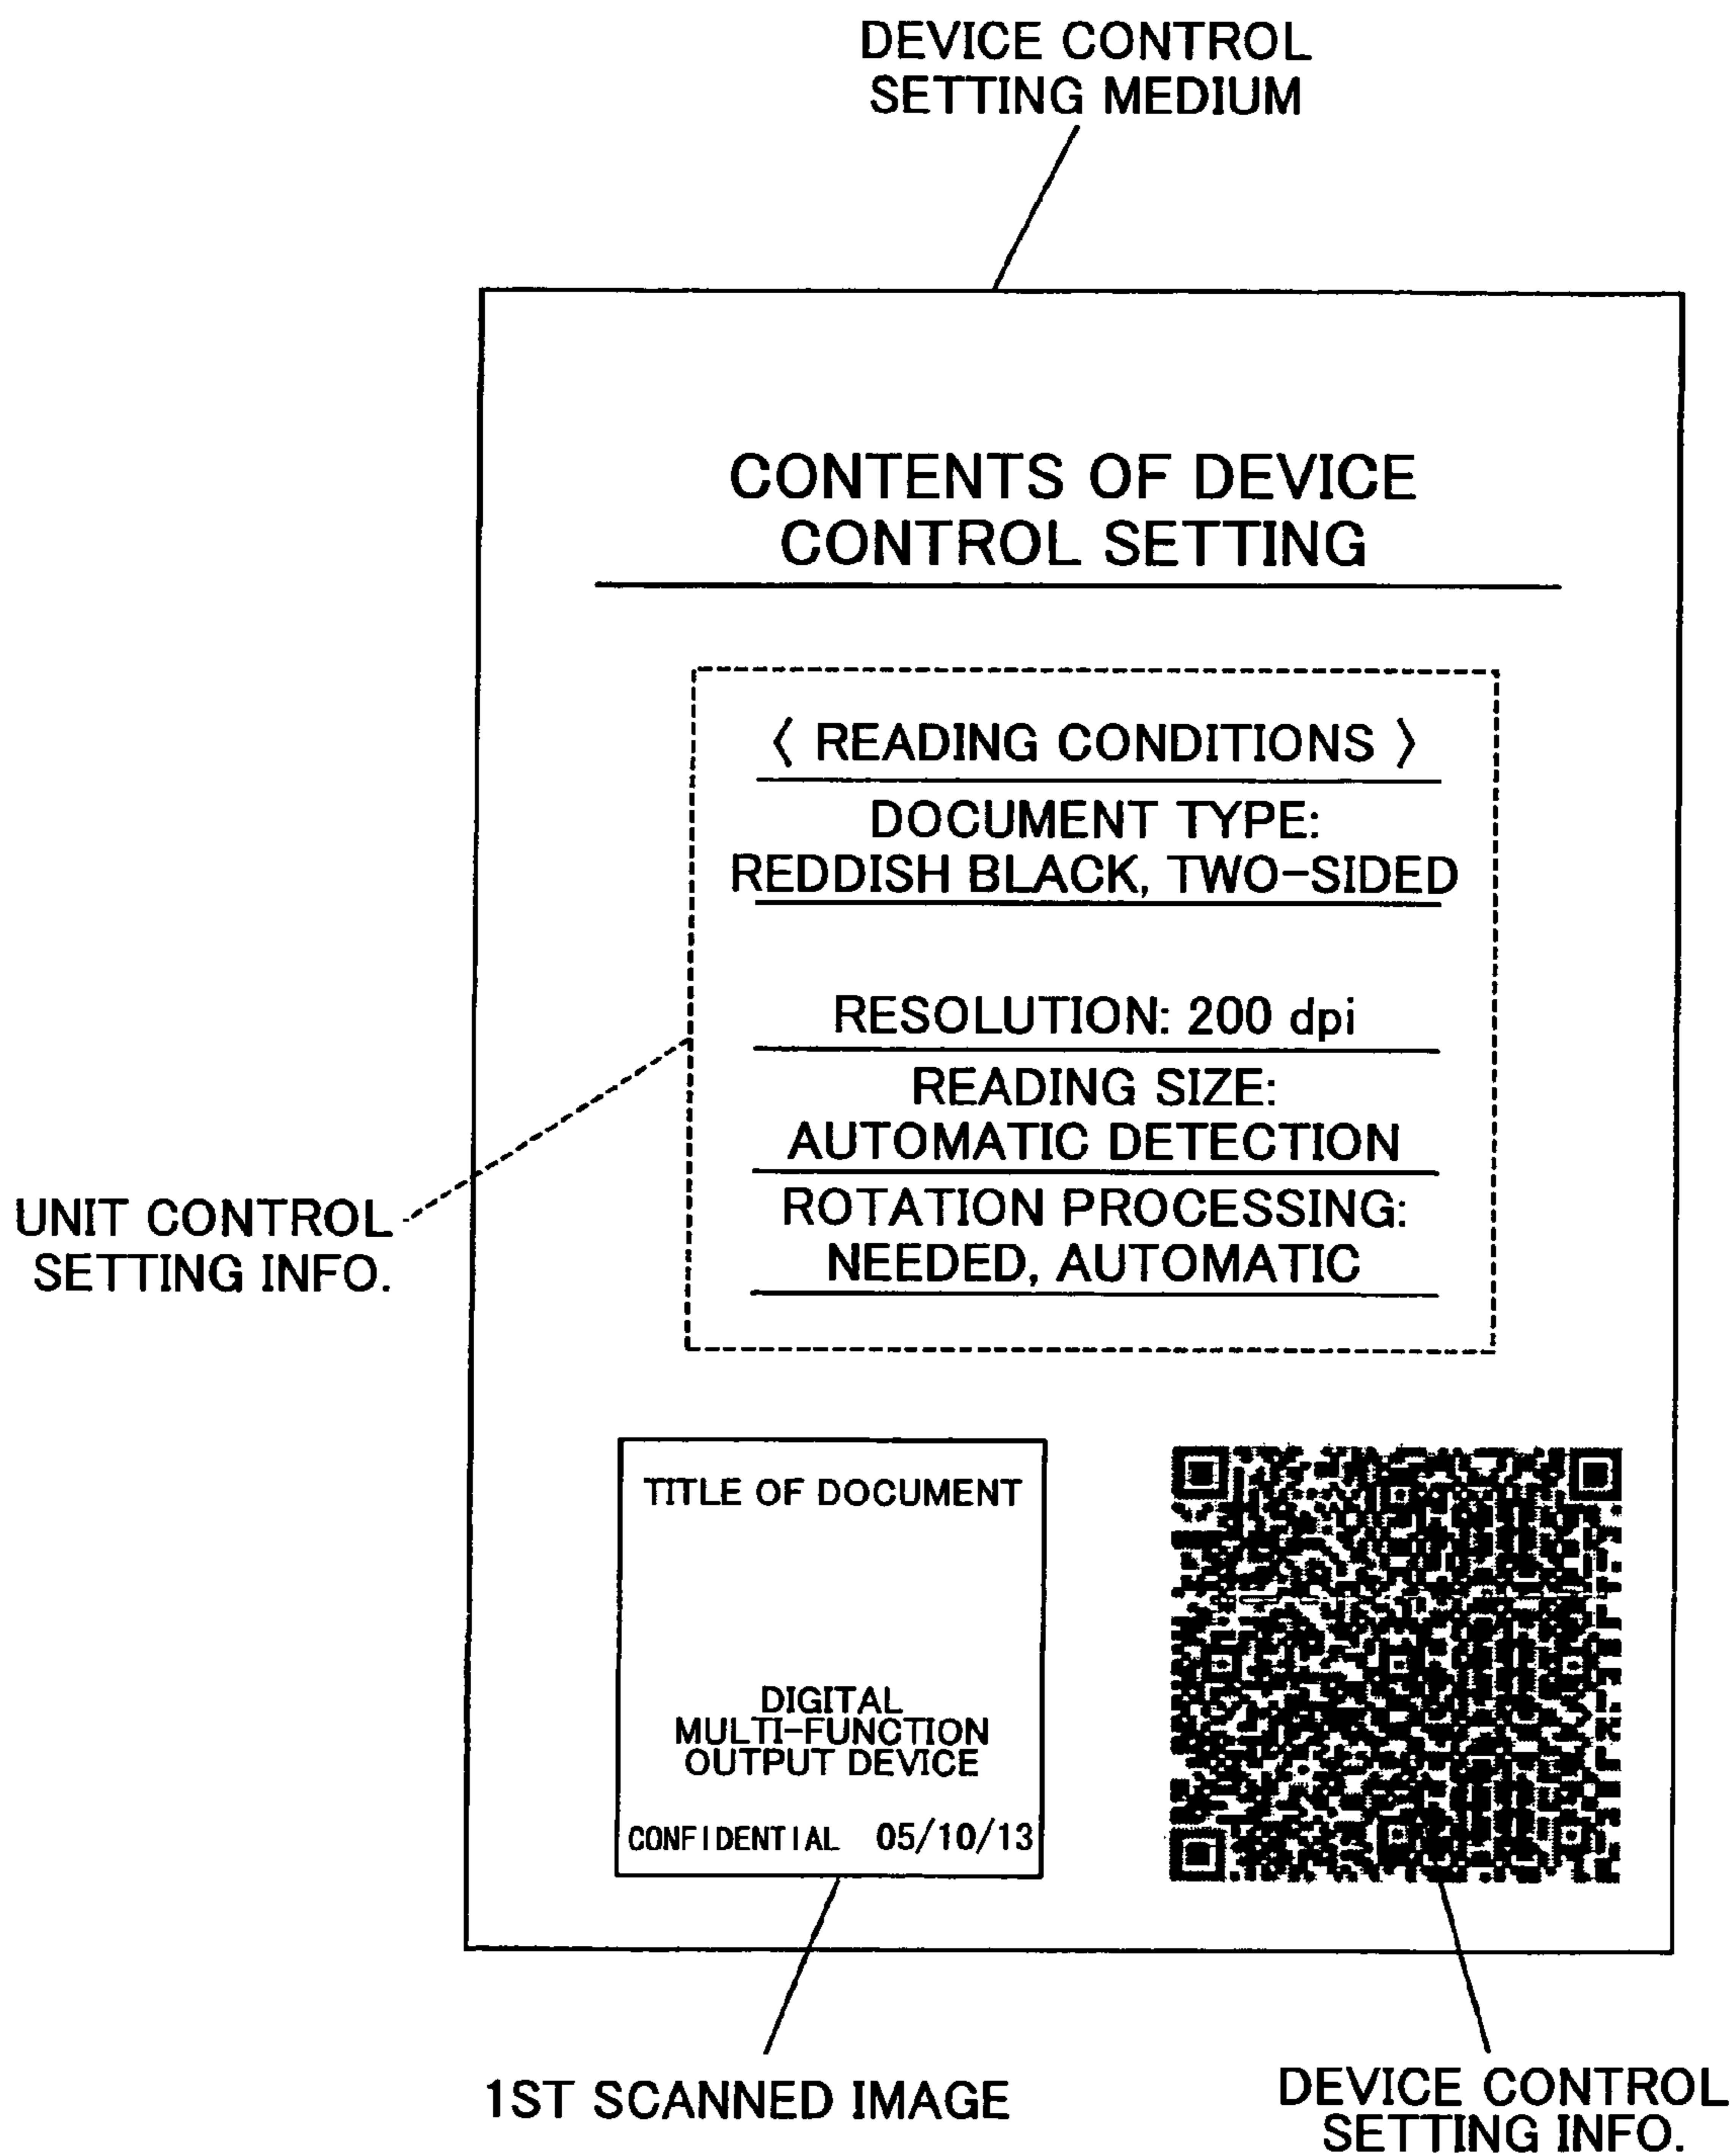 DEVICE CONTROL
SETTING MEDIUM
CONTENTS OF DEVICE
CONTROL SETTING
〈 READING CONDITIONS 〉
DOCUMENT TYPE:
REDDISH BLACK, TWO-SIDED
RESOLUTION: 200 dpi
READING SIZE:
AUTOMATIC DETECTION
ROTATION PROCESSING:
NEEDED, AUTOMATIC
UNIT CONTROL
SETTING INFO.
TITLE OF DOCUMENT
DIGITAL
MULTI-FUNCTION
OUTPUT DEVICE
CONFIDENTIAL 05/10/13
1ST SCANNED IMAGE
DEVICE CONTROL
SETTING INFO.